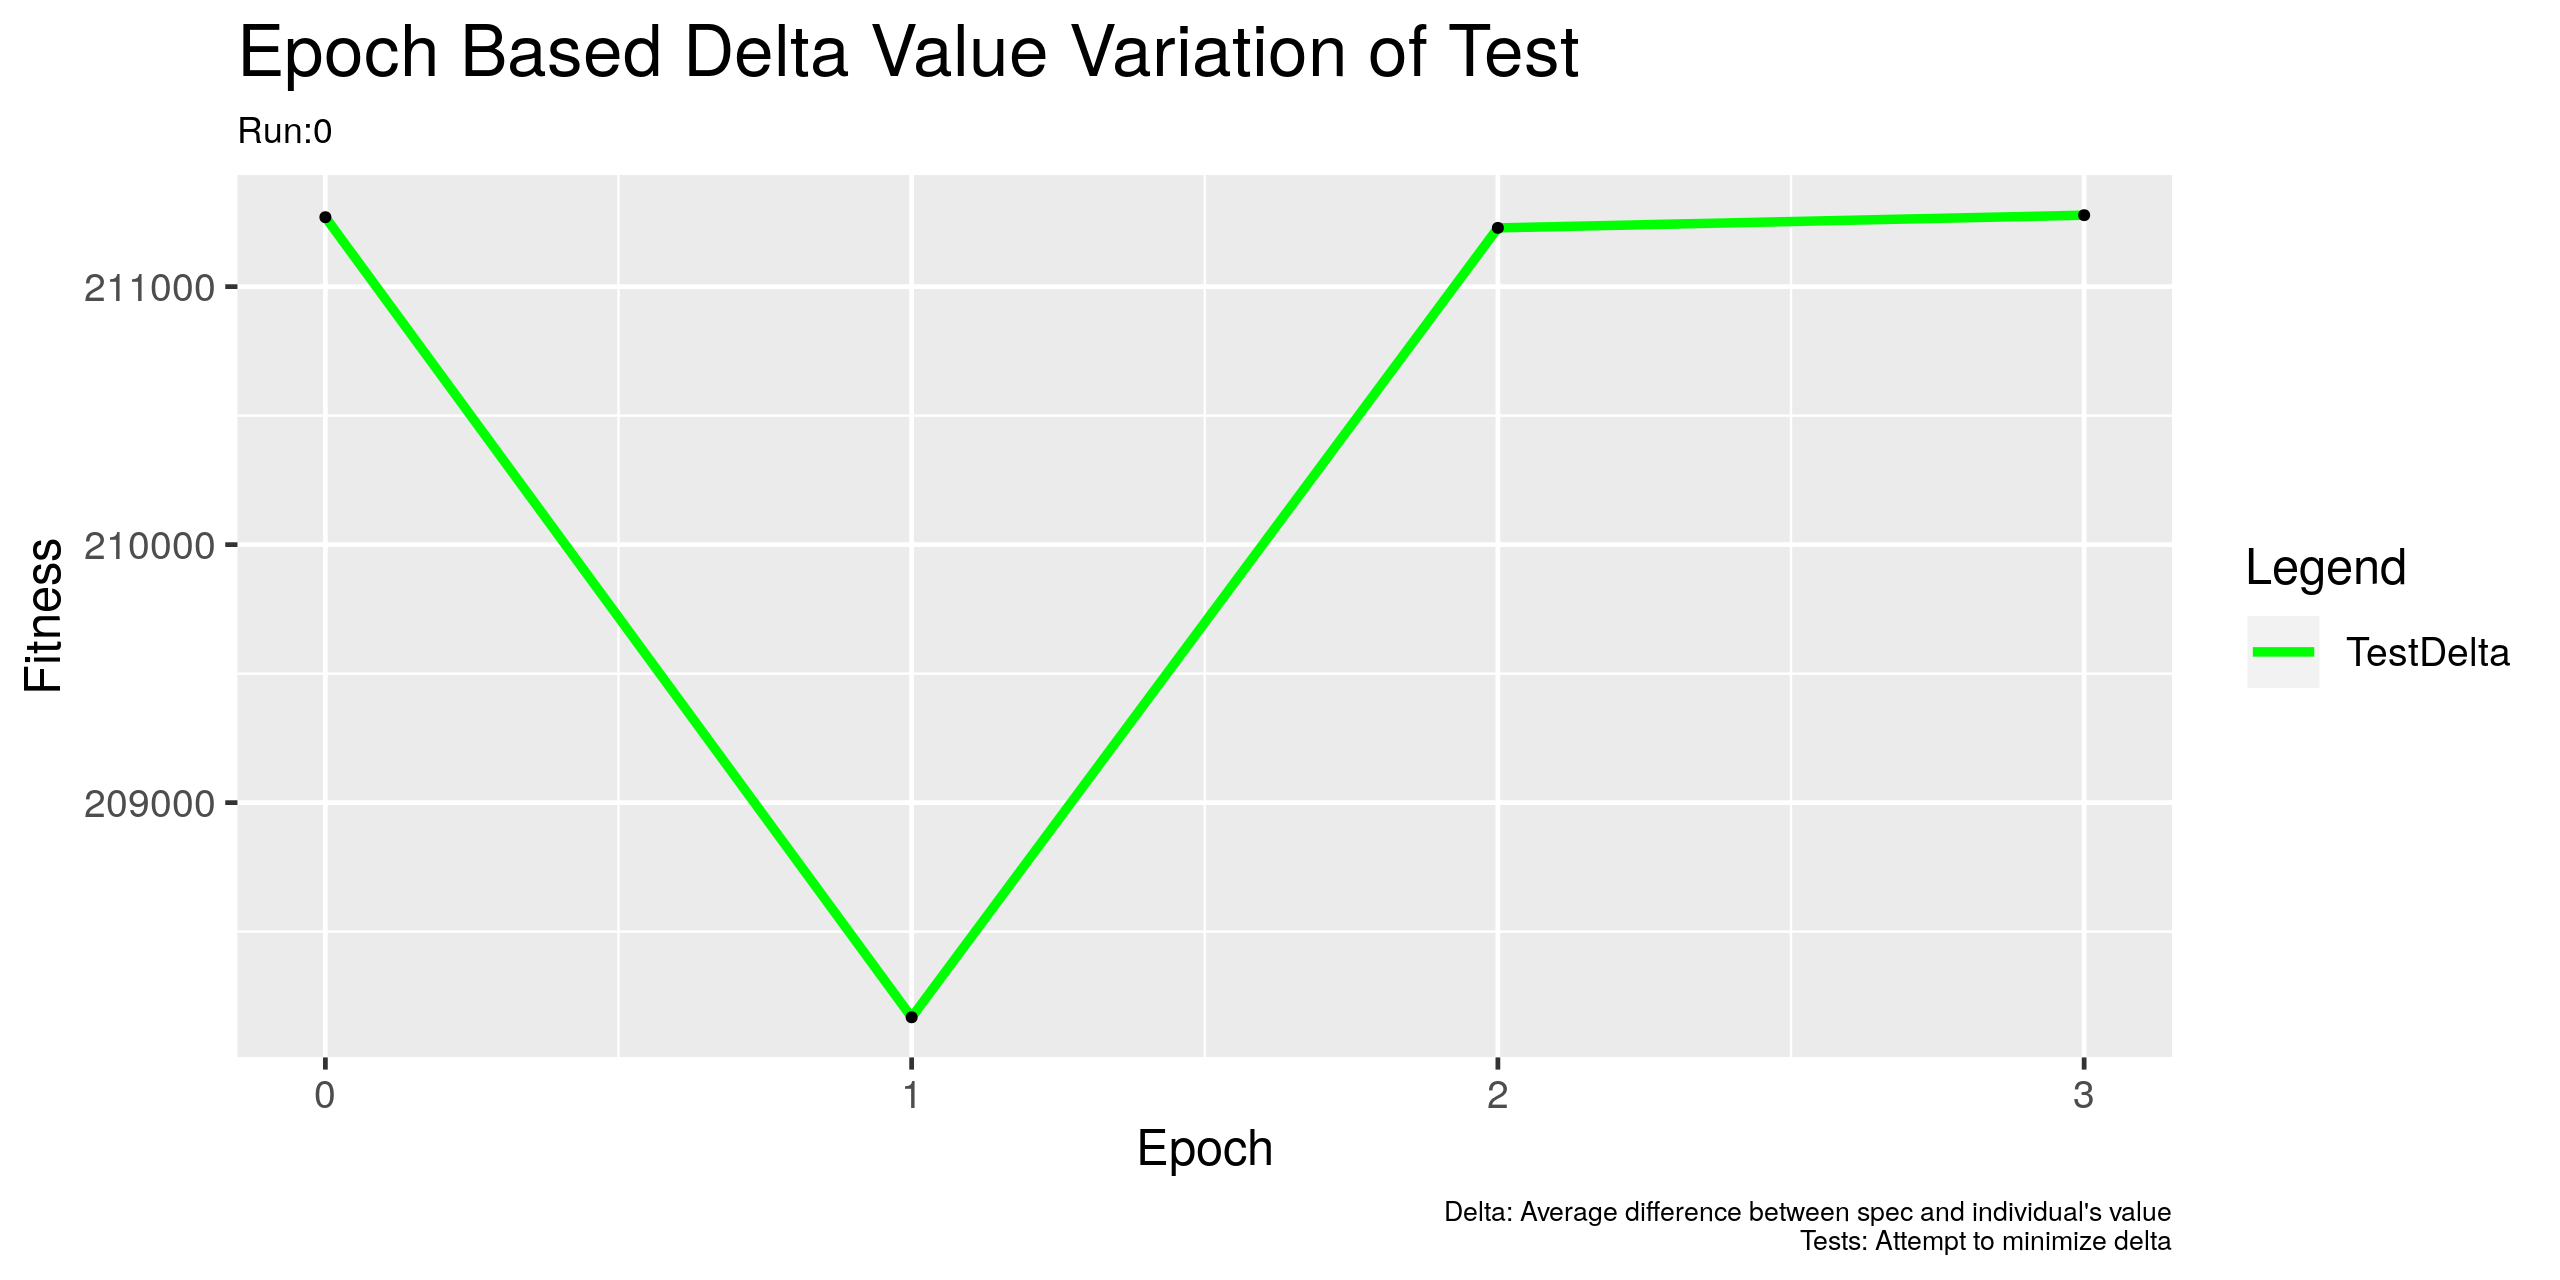 Epoch Based Delta Value Variation of Test
Run:0
Fitness
211000
210000
209000
0 1 2 3
Epoch
Legend
TestDelta
Delta: Average difference between spec and individual's value
Tests: Attempt to minimize delta